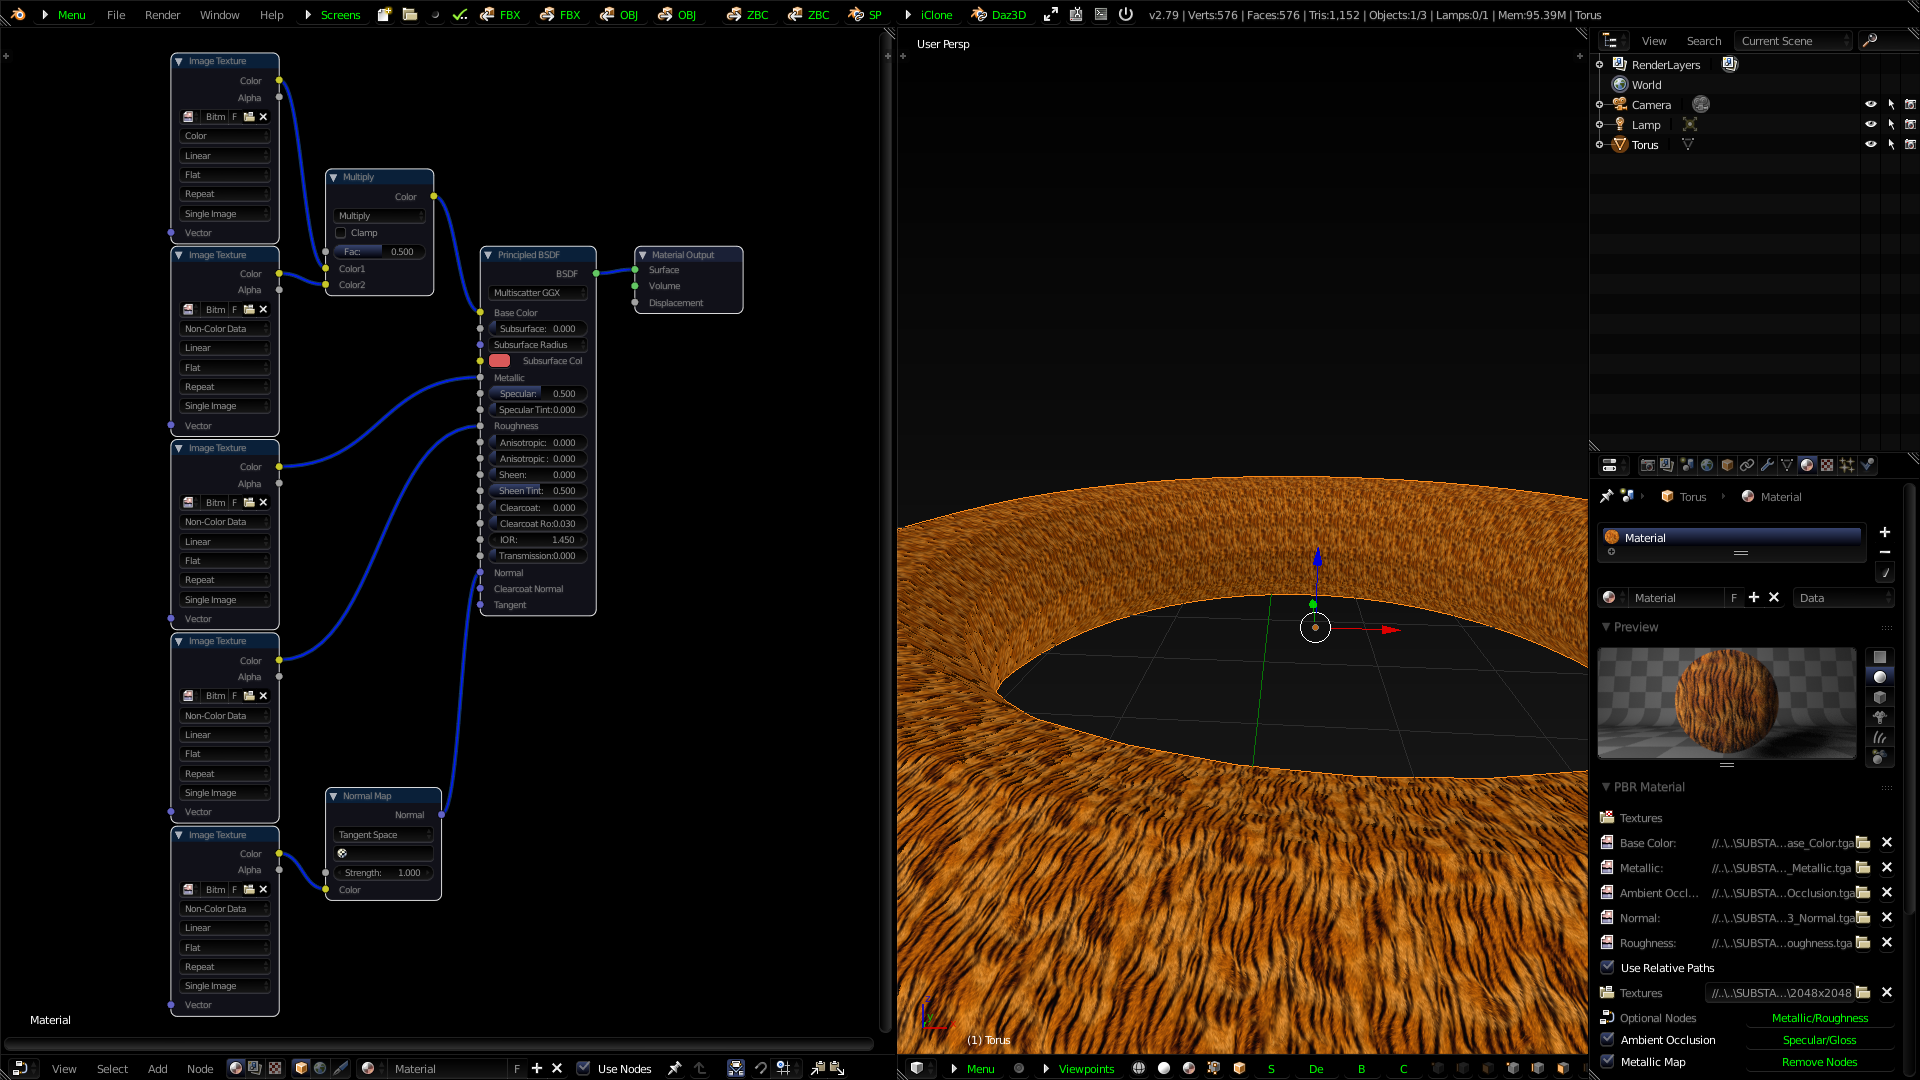 Menu File Render Window Help Screens FBX FBX OBJ OBJ ZBC ZBC SP iClone Daz3D v2.79 | Verts:576 | Faces:576 | Tris:1,152 | Objects:1/3 | Lamps:0/1 | Mem:95.39M | Torus
Image Texture
Color
Alpha
Bitm F
Color
Linear
Flat
Repeat
Single Image
Vector
Image Texture
Color
Alpha
Bitm F
Non-Color Data
Linear
Flat
Repeat
Single Image
Vector
Image Texture
Color
Alpha
Bitm F
Non-Color Data
Linear
Flat
Repeat
Single Image
Vector
Image Texture
Color
Alpha
Bitm F
Non-Color Data
Linear
Flat
Repeat
Single Image
Vector
Image Texture
Color
Alpha
Bitm F
Non-Color Data
Linear
Flat
Repeat
Single Image
Vector
Multiply
Color
Multiply
Clamp
Fac: 0.500
Color1
Color2
Normal Map
Normal
Tangent Space
Strength: 1.000
Color
Principled BSDF
BSDF
Multiscatter GGX
Base Color
Subsurface: 0.000
Subsurface Radius
Subsurface Col
Metallic
Specular: 0.500
Specular Tint:0.000
Roughness
Anisotropic: 0.000
Anisotropic : 0.000
Sheen: 0.000
Sheen Tint: 0.500
Clearcoat: 0.000
Clearcoat Ro:0.030
IOR: 1.450
Transmission:0.000
Normal
Clearcoat Normal
Tangent
Material Output
Surface
Volume
Displacement
Material
View Select Add Node Material F Use Nodes
User Persp
(1) Torus
Menu Viewpoints S De B C
View Search Current Scene
RenderLayers
World
Camera
Lamp
Torus
Torus Material
Material
Material F Data
Preview
PBR Material
Textures
Base Color: //..\..\SUBSTA...ase_Color.tga
Metallic: //..\..\SUBSTA..._Metallic.tga
Ambient Occl... //..\..\SUBSTA...Occlusion.tga
Normal: //..\..\SUBSTA...3_Normal.tga
Roughness: //..\..\SUBSTA...oughness.tga
Use Relative Paths
Textures //..\..\SUBSTA...\2048x2048
Optional Nodes Metallic/Roughness
Ambient Occlusion Specular/Gloss
Metallic Map Remove Nodes